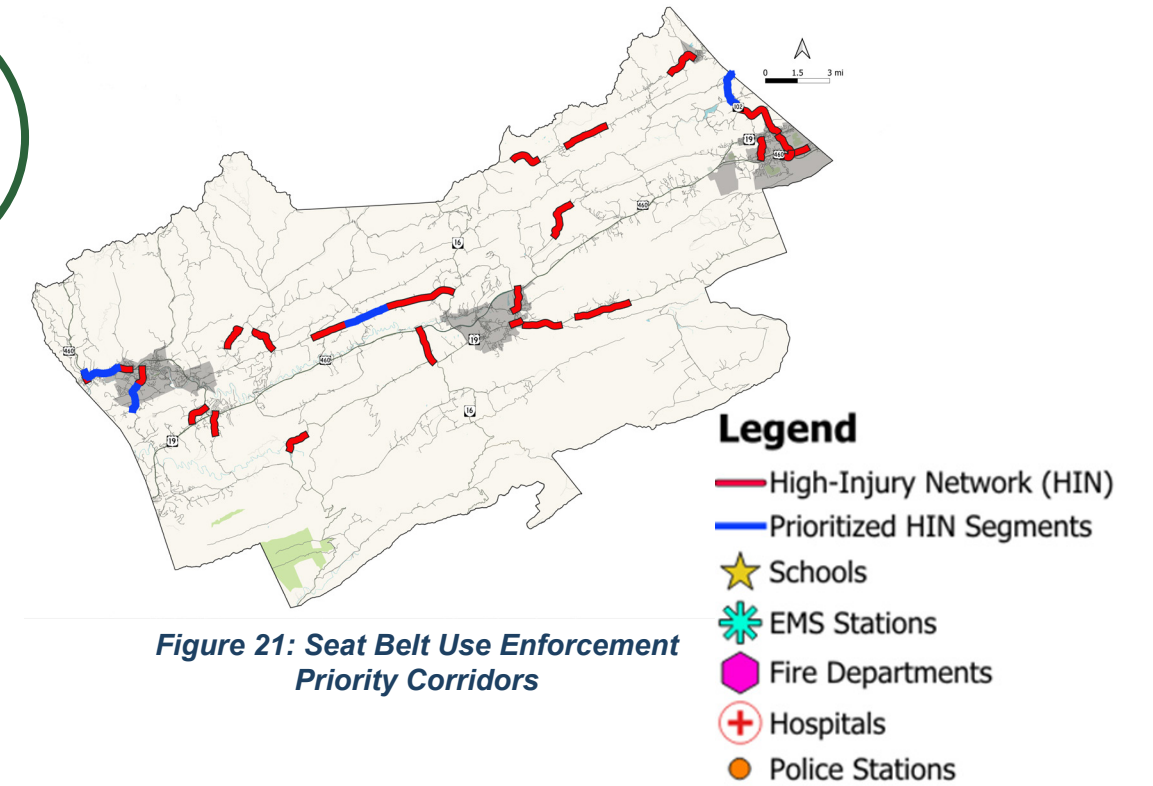 0 1.5 3 mi
102
19
460
460
16
19
460
460
16
19
Legend
High-Injury Network (HIN)
Prioritized HIN Segments
Schools
EMS Stations
Fire Departments
Hospitals
Police Stations
Figure 21: Seat Belt Use Enforcement
Priority Corridors